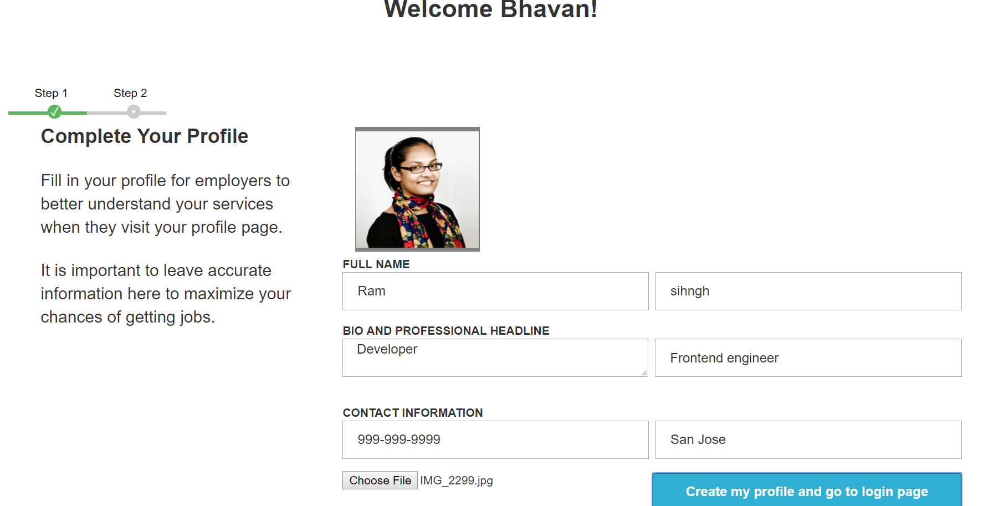 Welcome Bhavan!
Step 1 Step 2
Complete Your Profile
Fill in your profile for employers to
better understand your services
when they visit your profile page.
It is important to leave accurate
information here to maximize your
chances of getting jobs.
FULL NAME
Ram sihngh
BIO AND PROFESSIONAL HEADLINE
Developer Frontend engineer
CONTACT INFORMATION
999-999-9999 San Jose
Choose File IMG_2299.jpg
Create my profile and go to login page